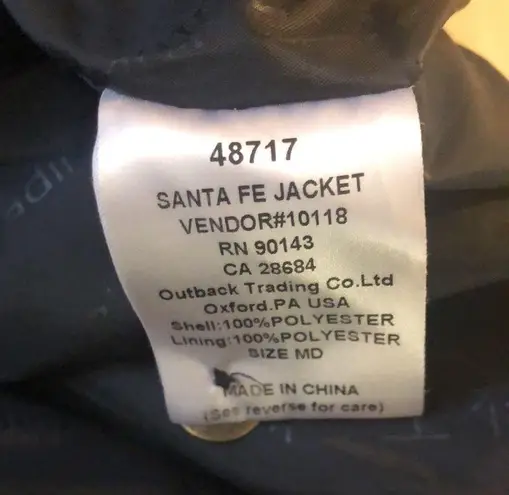 48717
SANTA FE JACKET
VENDOR#10118
RN 90143
CA 28684
Outback Trading Co.Ltd
Oxford.PA USA
Shell:100%POLYESTER
Lining:100%POLYESTER
SIZE MD
MADE IN CHINA
(See reverse for care)